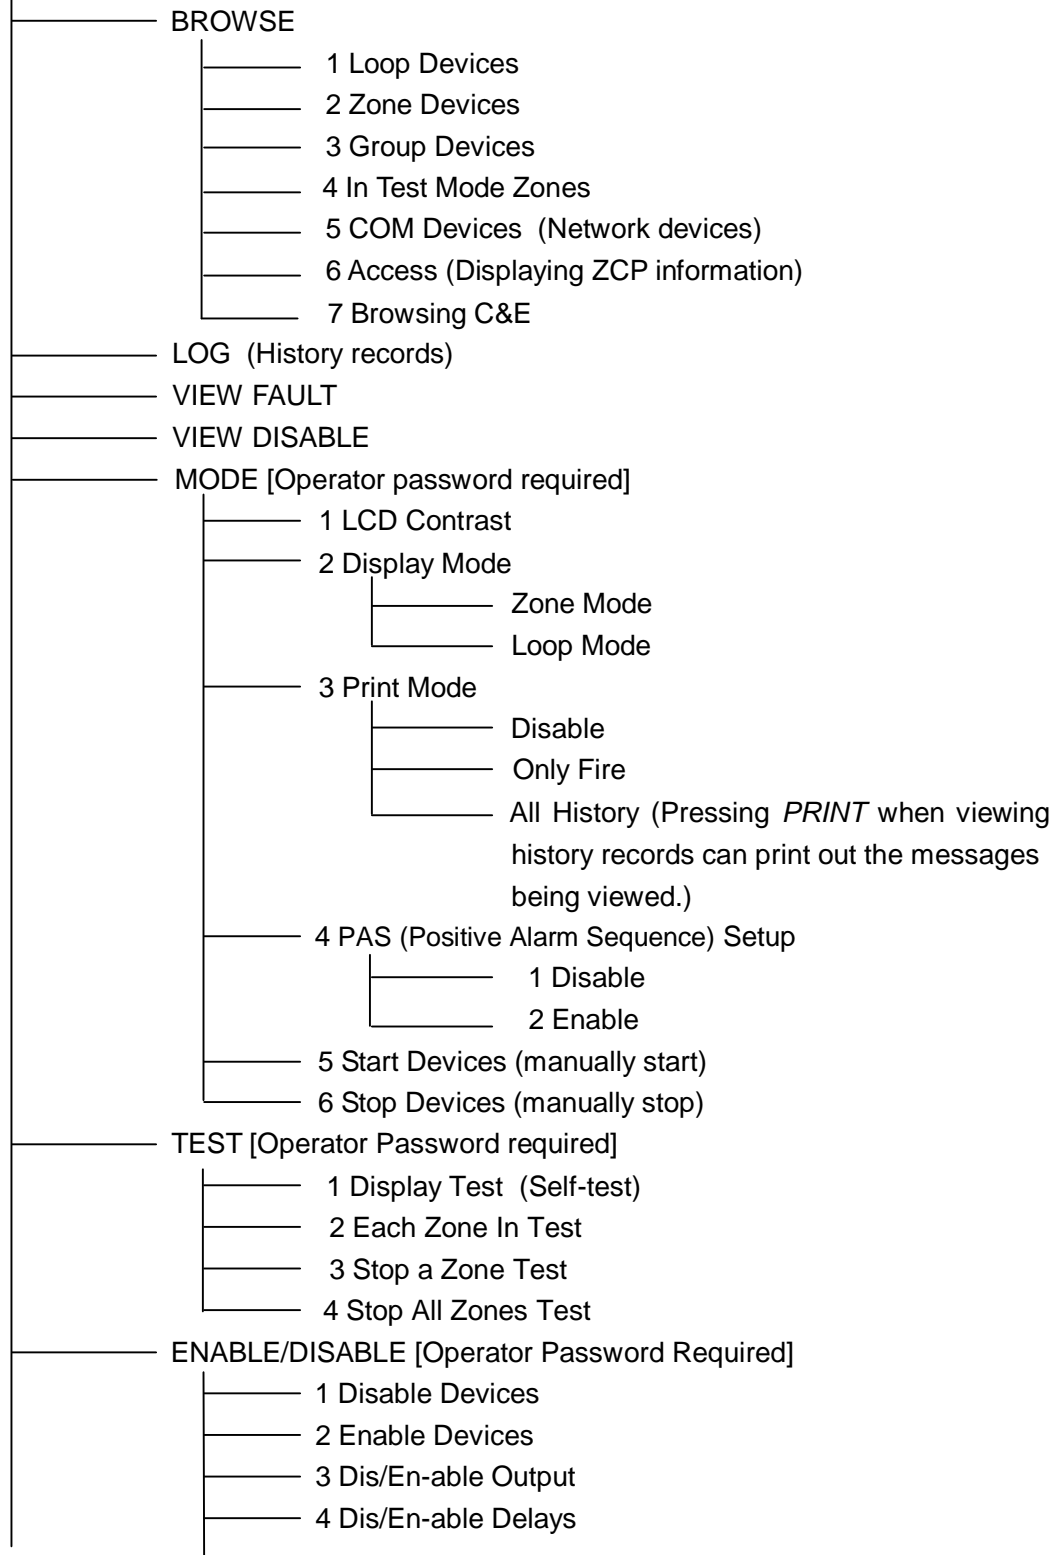 BROWSE
1 Loop Devices
2 Zone Devices
3 Group Devices
4 In Test Mode Zones
5 COM Devices (Network devices)
6 Access (Displaying ZCP information)
7 Browsing C&E
LOG (History records)
VIEW FAULT
VIEW DISABLE
MODE [Operator password required]
1 LCD Contrast
2 Display Mode
Zone Mode
Loop Mode
3 Print Mode
Disable
Only Fire
All History (Pressing PRINT when viewing
history records can print out the messages
being viewed.)
4 PAS (Positive Alarm Sequence) Setup
1 Disable
2 Enable
5 Start Devices (manually start)
6 Stop Devices (manually stop)
TEST [Operator Password required]
1 Display Test (Self-test)
2 Each Zone In Test
3 Stop a Zone Test
4 Stop All Zones Test
ENABLE/DISABLE [Operator Password Required]
1 Disable Devices
2 Enable Devices
3 Dis/En-able Output
4 Dis/En-able Delays